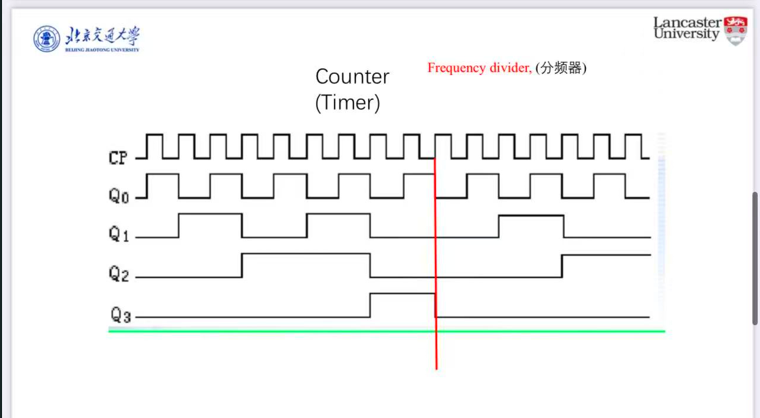 北京交通大学
BEIJING JIAOTONG UNIVERSITY
Lancaster
University
Counter
(Timer)
Frequency divider, (分频器)
CP
Q0
Q1
Q2
Q3